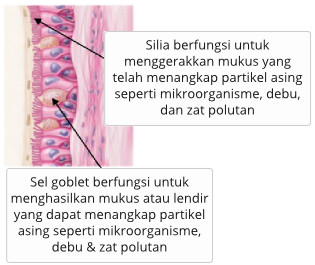 Silia berfungsi untuk
menggerakkan mukus yang
telah menangkap partikel asing
seperti mikroorganisme, debu,
dan zat polutan
Sel goblet berfungsi untuk
menghasilkan mukus atau lendir
yang dapat menangkap partikel
asing seperti mikroorganisme,
debu & zat polutan